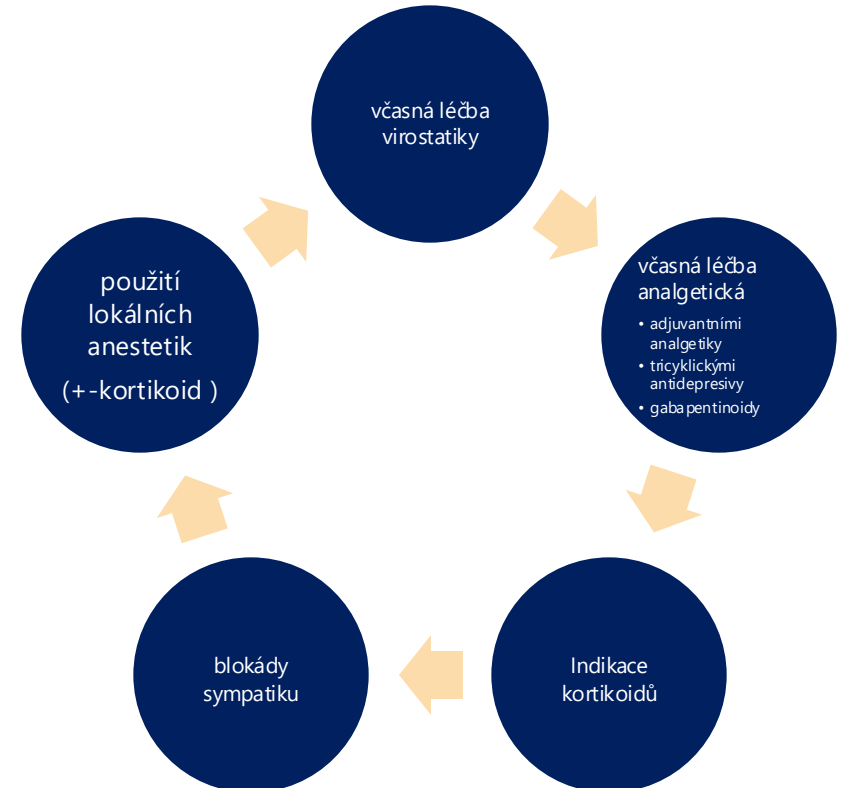 včasná léčba
virostatiky
včasná léčba
analgetická
• adjuvantními
analgetiky
• tricyklickými
antidepresivy
• gabapentinoidy
Indikace
kortikoidů
blokády
sympatiku
použití
lokálních
anestetik
(+-kortikoid )